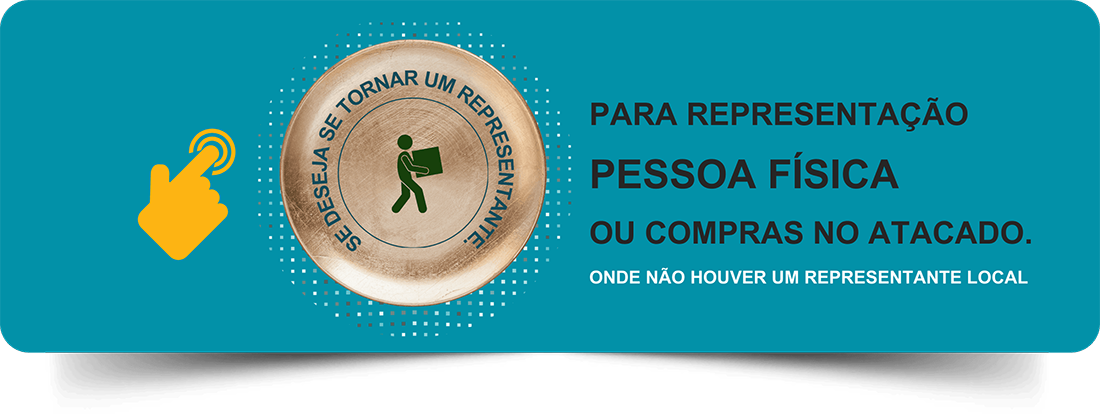 SE DESEJA SE TORNAR UM REPRESENTANTE.
PARA REPRESENTAÇÃO
PESSOA FÍSICA
OU COMPRAS NO ATACADO.
ONDE NÃO HOUVER UM REPRESENTANTE LOCAL